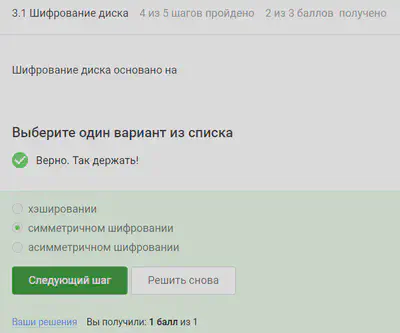 3.1 Шифрование диска 4 из 5 шагов пройдено 2 из 3 баллов получено
Шифрование диска основано на
Выберите один вариант из списка
Верно. Так держать!
хэшировании
симметричном шифровании
асимметричном шифровании
Следующий шаг Решить снова
Ваши решения Вы получили: 1 балл из 1